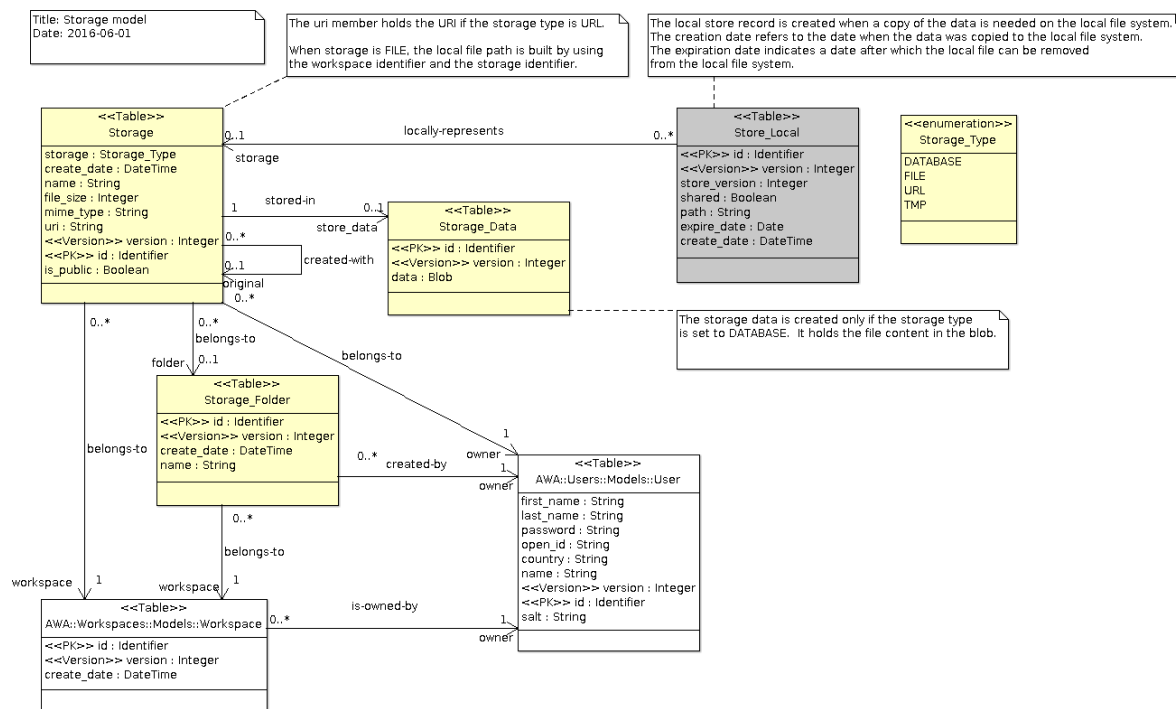 Title: Storage model
Date: 2016-06-01
The uri member holds the URI if the storage type is URL.
When storage is FILE, the local file path is built by using
the workspace identifier and the storage identifier.
The local store record is created when a copy of the data is needed on the local file system.
The creation date refers to the date when the data was copied to the local file system.
The expiration date indicates a date after which the local file can be removed
from the local file system.
<<Table>>
Storage
storage : Storage_Type
create_date : DateTime
name : String
file_size : Integer
mime_type : String
uri : String
<<Version>> version : Integer
<<PK>> id : Identifier
is_public : Boolean
0..1
locally-represents
0..*
storage
<<Table>>
Store_Local
<<PK>> id : Identifier
<<Version>> version : Integer
store_version : Integer
shared : Boolean
path : String
expire_date : Date
create_date : DateTime
<<enumeration>>
Storage_Type
DATABASE
FILE
URL
TMP
stored-in
1
0..1
store_data
0..*
created-with
0..1
original
<<Table>>
Storage_Data
<<PK>> id : Identifier
<<Version>> version : Integer
data : Blob
The storage data is created only if the storage type
is set to DATABASE.  It holds the file content in the blob.
0..*
0..*
0..*
belongs-to
belongs-to
folder
0..1
<<Table>>
Storage_Folder
<<PK>> id : Identifier
<<Version>> version : Integer
create_date : DateTime
name : String
belongs-to
1
owner
0..*
created-by
1
owner
<<Table>>
AWA::Users::Models::User
first_name : String
last_name : String
password : String
open_id : String
country : String
name : String
<<Version>> version : Integer
<<PK>> id : Identifier
salt : String
0..*
belongs-to
workspace
1
workspace
1
<<Table>>
AWA::Workspaces::Models::Workspace
<<PK>> id : Identifier
<<Version>> version : Integer
create_date : DateTime
0..*
is-owned-by
1
owner